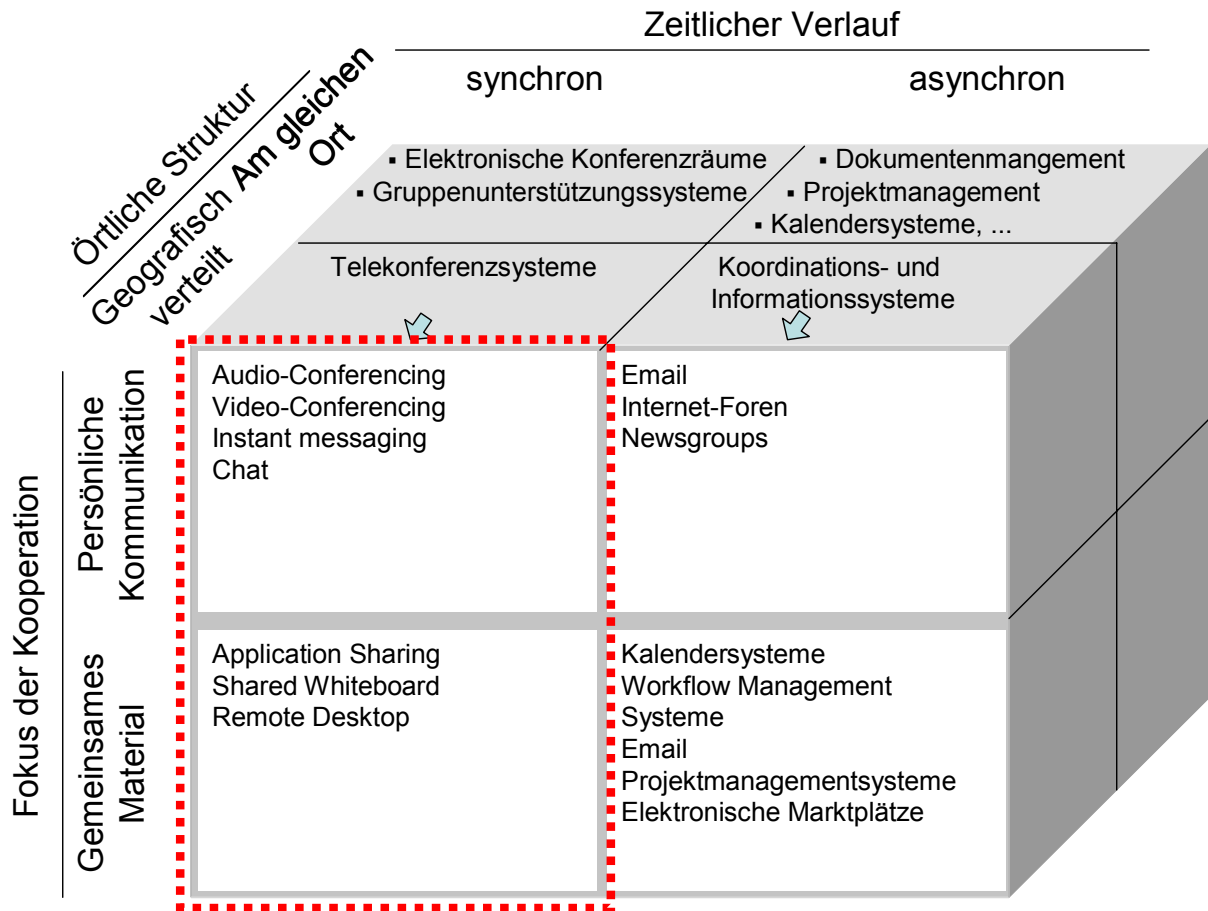 Zeitlicher Verlauf
synchron
asynchron
Örtliche Struktur
Geografisch
verteilt
Am gleichen
Ort
▪ Elektronische Konferenzräume
▪ Gruppenunterstützungssysteme
▪ Dokumentenmangement
▪ Projektmanagement
▪ Kalendersysteme, ...
Telekonferenzsysteme
Koordinations- und
Informationssysteme
Fokus der Kooperation
Persönliche
Kommunikation
Audio-Conferencing
Video-Conferencing
Instant messaging
Chat
Email
Internet-Foren
Newsgroups
Gemeinsames
Material
Application Sharing
Shared Whiteboard
Remote Desktop
Kalendersysteme
Workflow Management
Systeme
Email
Projektmanagementsysteme
Elektronische Marktplätze